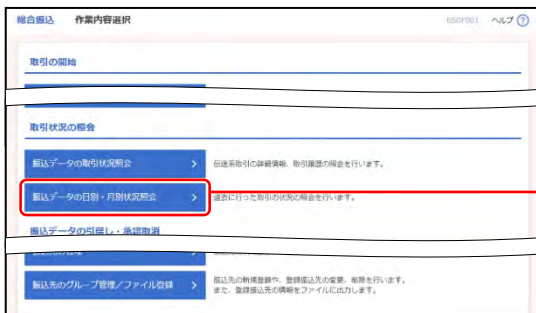 総合振込 作業内容選択 ISSOF001 ヘルプ ?
取引の開始
取引状況の照会
振込データの取引状況照会 > 伝送系取引の詳細情報、取引履歴の照会を行います。
振込データの日別・月別状況照会 > 過去に行った取引の状況の照会を行います。
振込データの引戻し・承認取消
振込先のグループ管理/ファイル登録 > 振込先の新規登録や、登録振込先の変更、削除を行います。
また、登録振込先の情報をファイルに出力します。